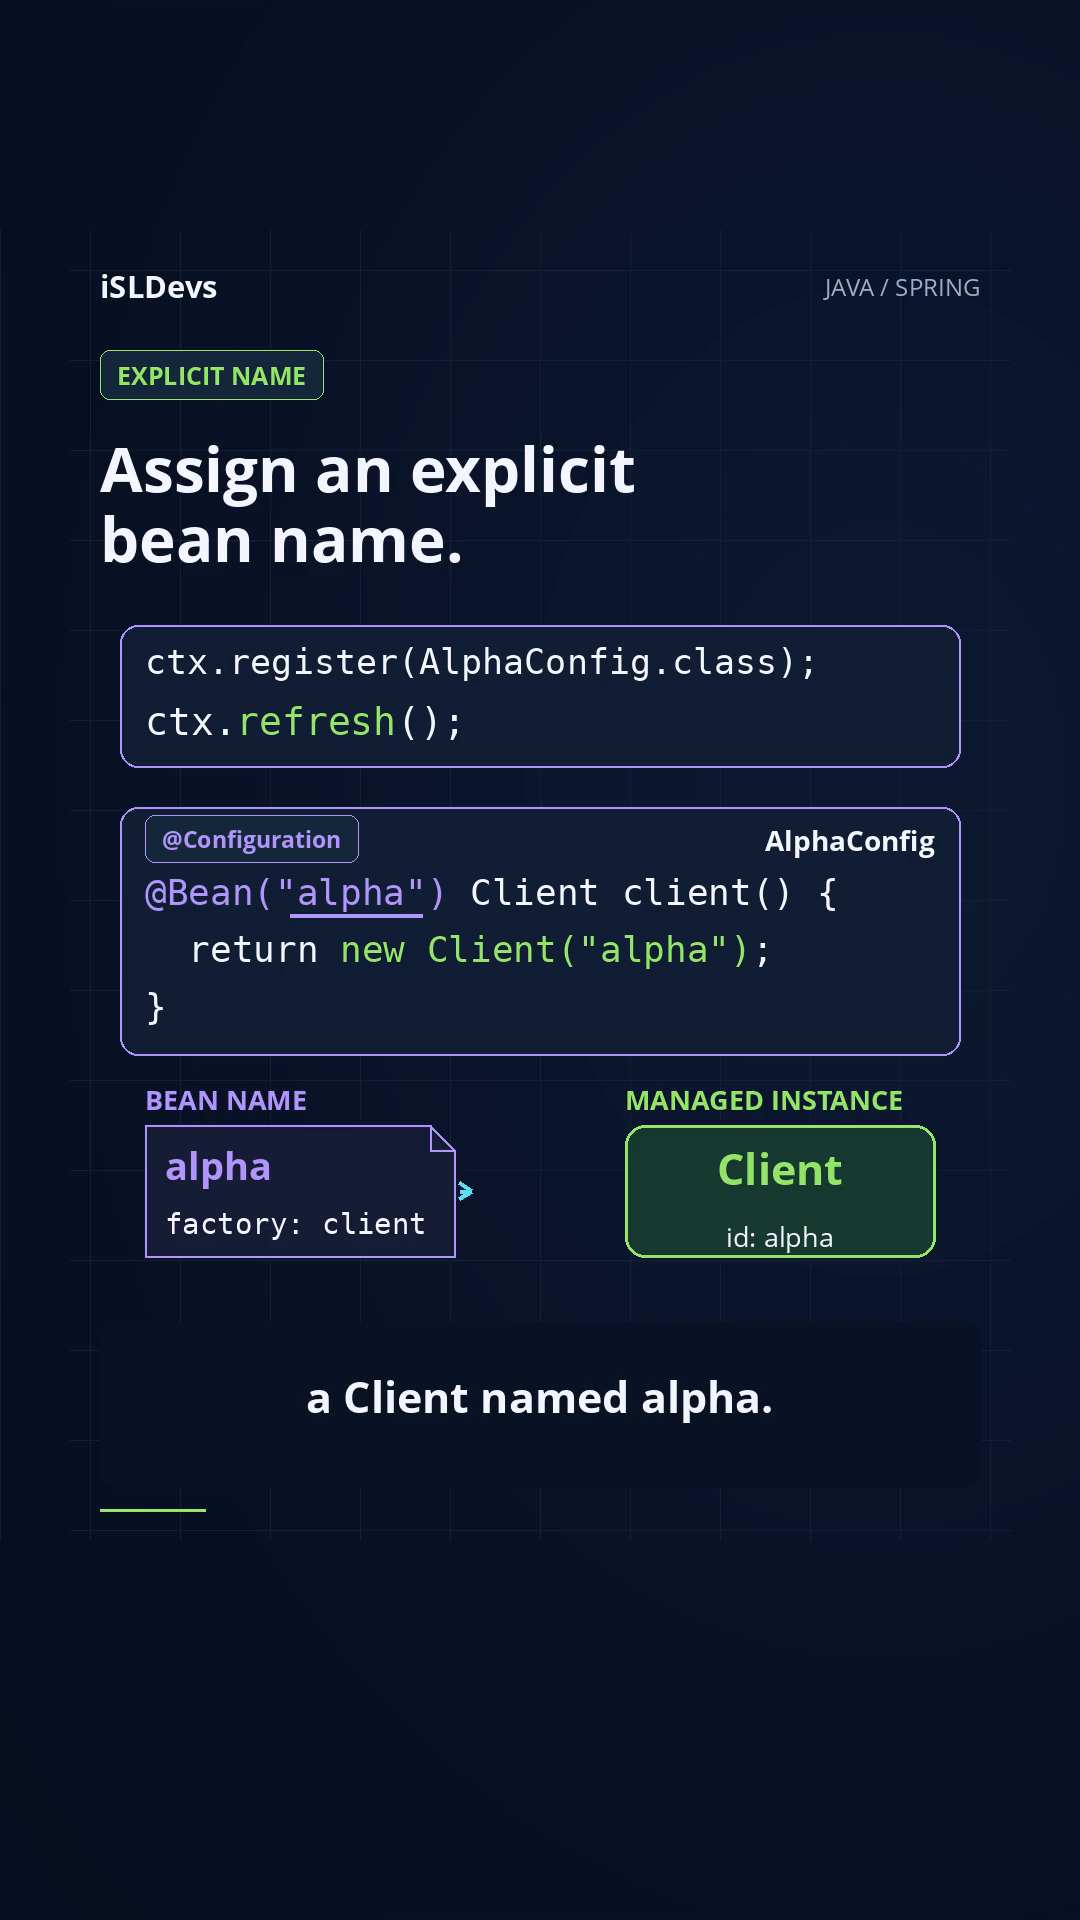 iSLDevs
JAVA / SPRING
EXPLICIT NAME
Assign an explicit
bean name.
ctx.register(AlphaConfig.class);
ctx.refresh();
@Configuration
AlphaConfig
@Bean("alpha") Client client() {
  return new Client("alpha");
}
BEAN NAME
alpha
factory: client
MANAGED INSTANCE
Client
id: alpha
a Client named alpha.